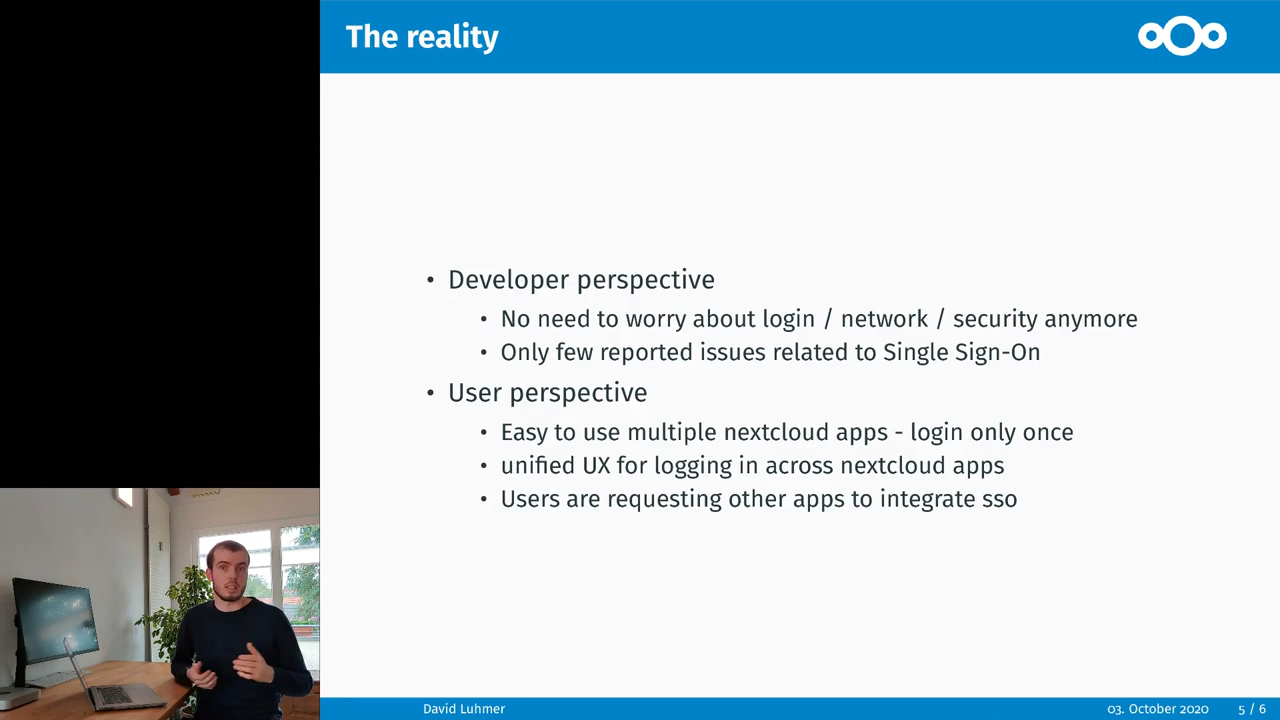 The reality
• Developer perspective
• No need to worry about login / network / security anymore
• Only few reported issues related to Single Sign-On
• User perspective
• Easy to use multiple nextcloud apps - login only once
• unified UX for logging in across nextcloud apps
• Users are requesting other apps to integrate sso
David Luhmer
03. October 2020
5 / 6